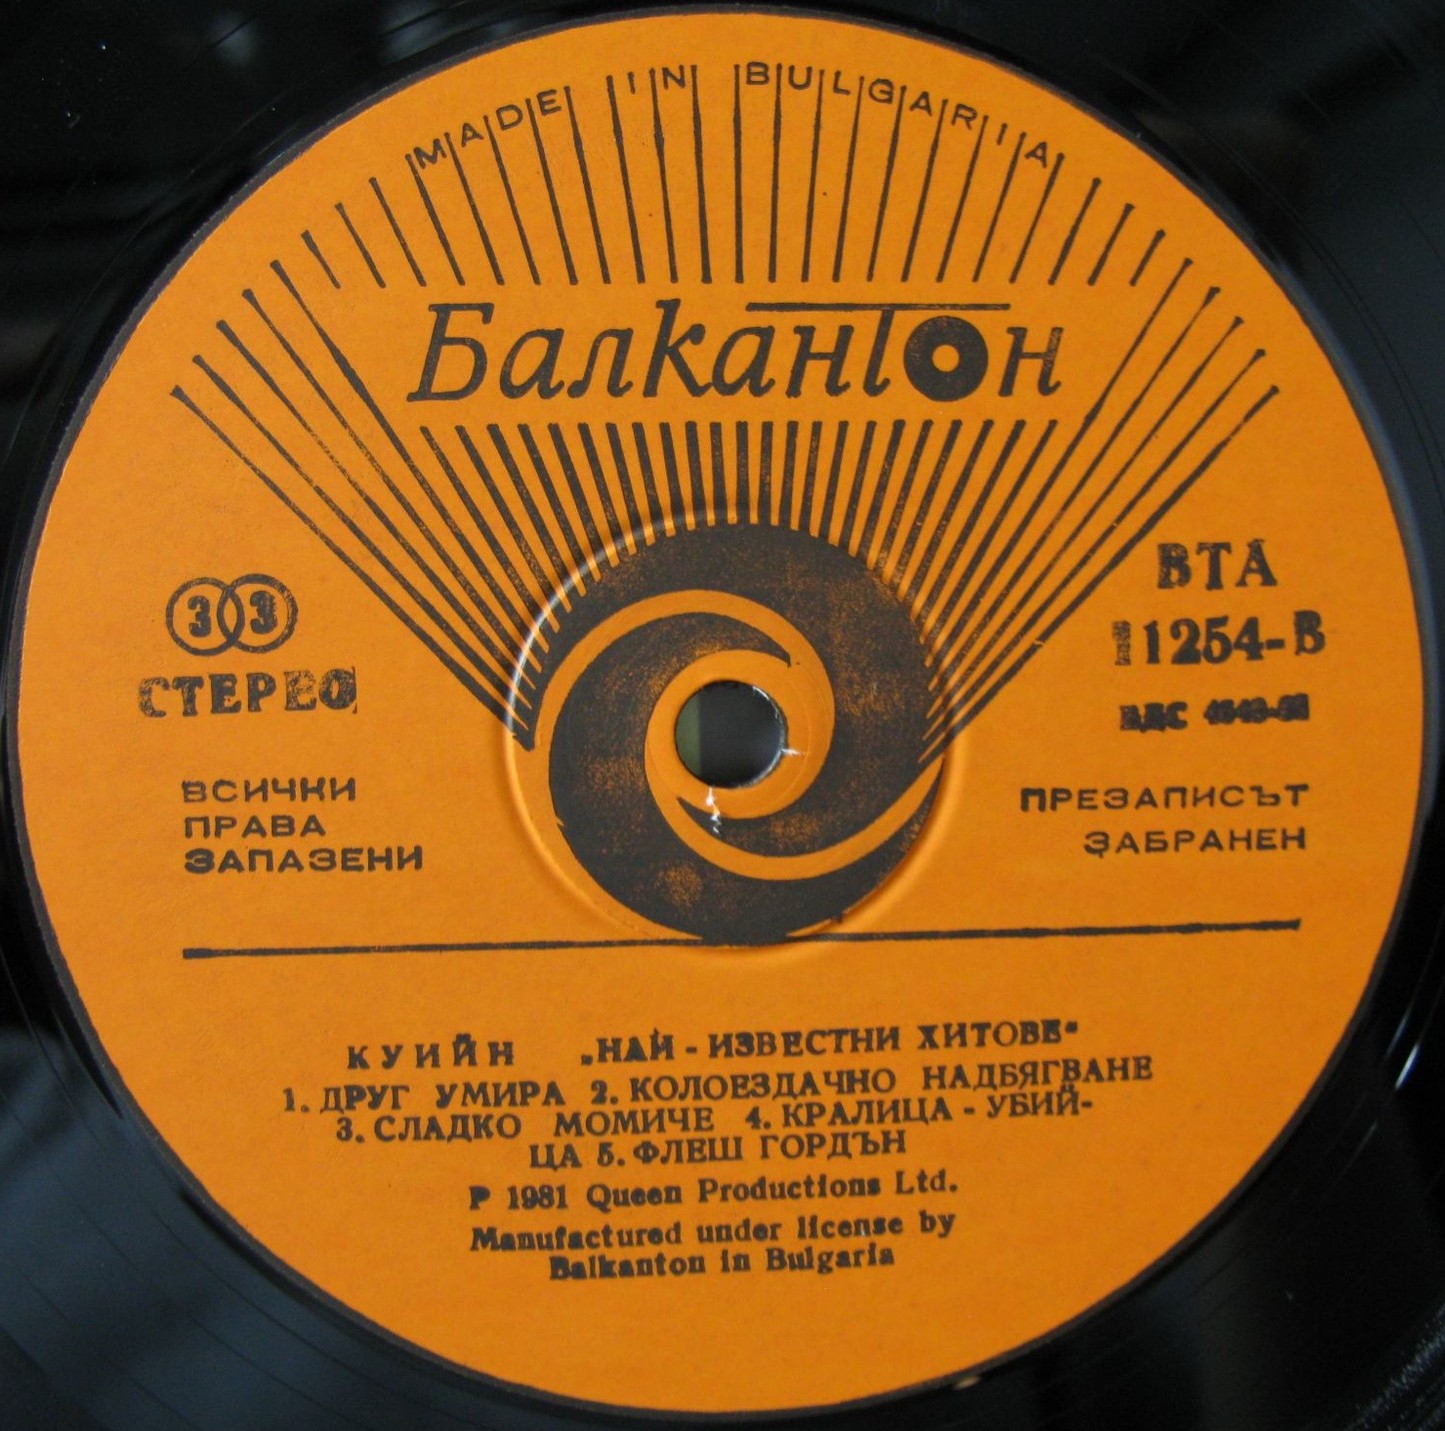 MADE IN BULGARIA
Балкантон
33
СТЕРЕО
ВСИЧКИ
ПРАВА
ЗАПАЗЕНИ
ВТА
11254-В
ВДС
ПРЕЗАПИСЪТ
ЗАБРАНЕН
КУИЙН „НАЙ - ИЗВЕСТНИ ХИТОВЕ"
1. ДРУГ УМИРА 2. КОЛОЕЗДАЧНО НАДБЯГВАНЕ
3. СЛАДКО МОМИЧЕ 4. КРАЛИЦА - УБИЙ-
ЦА 5. ФЛЕШ ГОРДЪН
P 1981 Queen Productions Ltd.
Manufactured under license by
Balkanton in Bulgaria